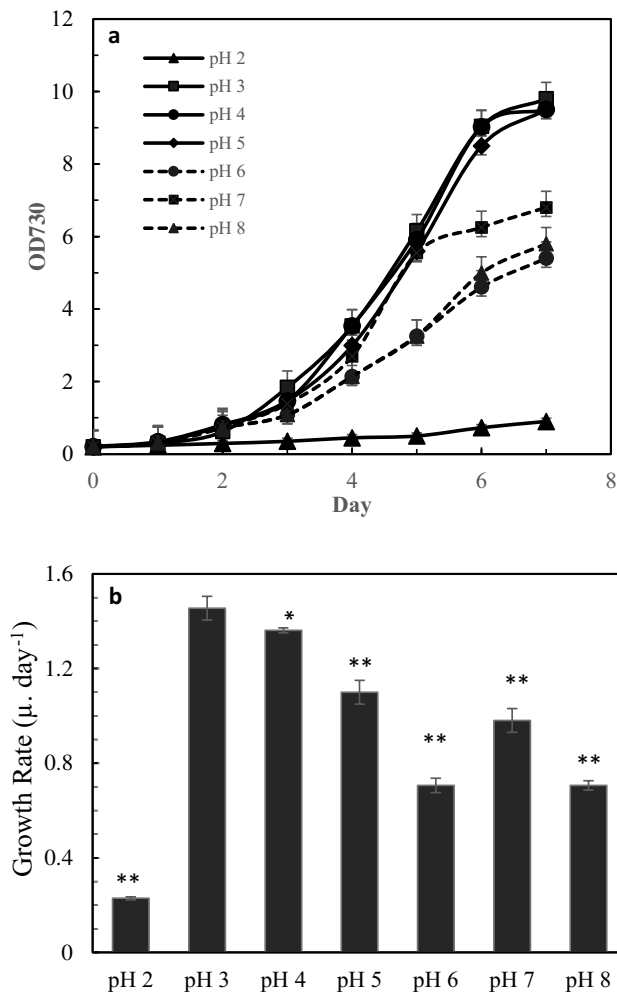 a
pH 2
pH 3
pH 4
pH 5
pH 6
pH 7
pH 8
12
10
8
6
4
2
0
OD730
0 2 4 6 8
Day
b
1.6
1.2
0.8
0.4
0
Growth Rate (µ. day-1)
** * ** ** ** **
pH 2 pH 3 pH 4 pH 5 pH 6 pH 7 pH 8